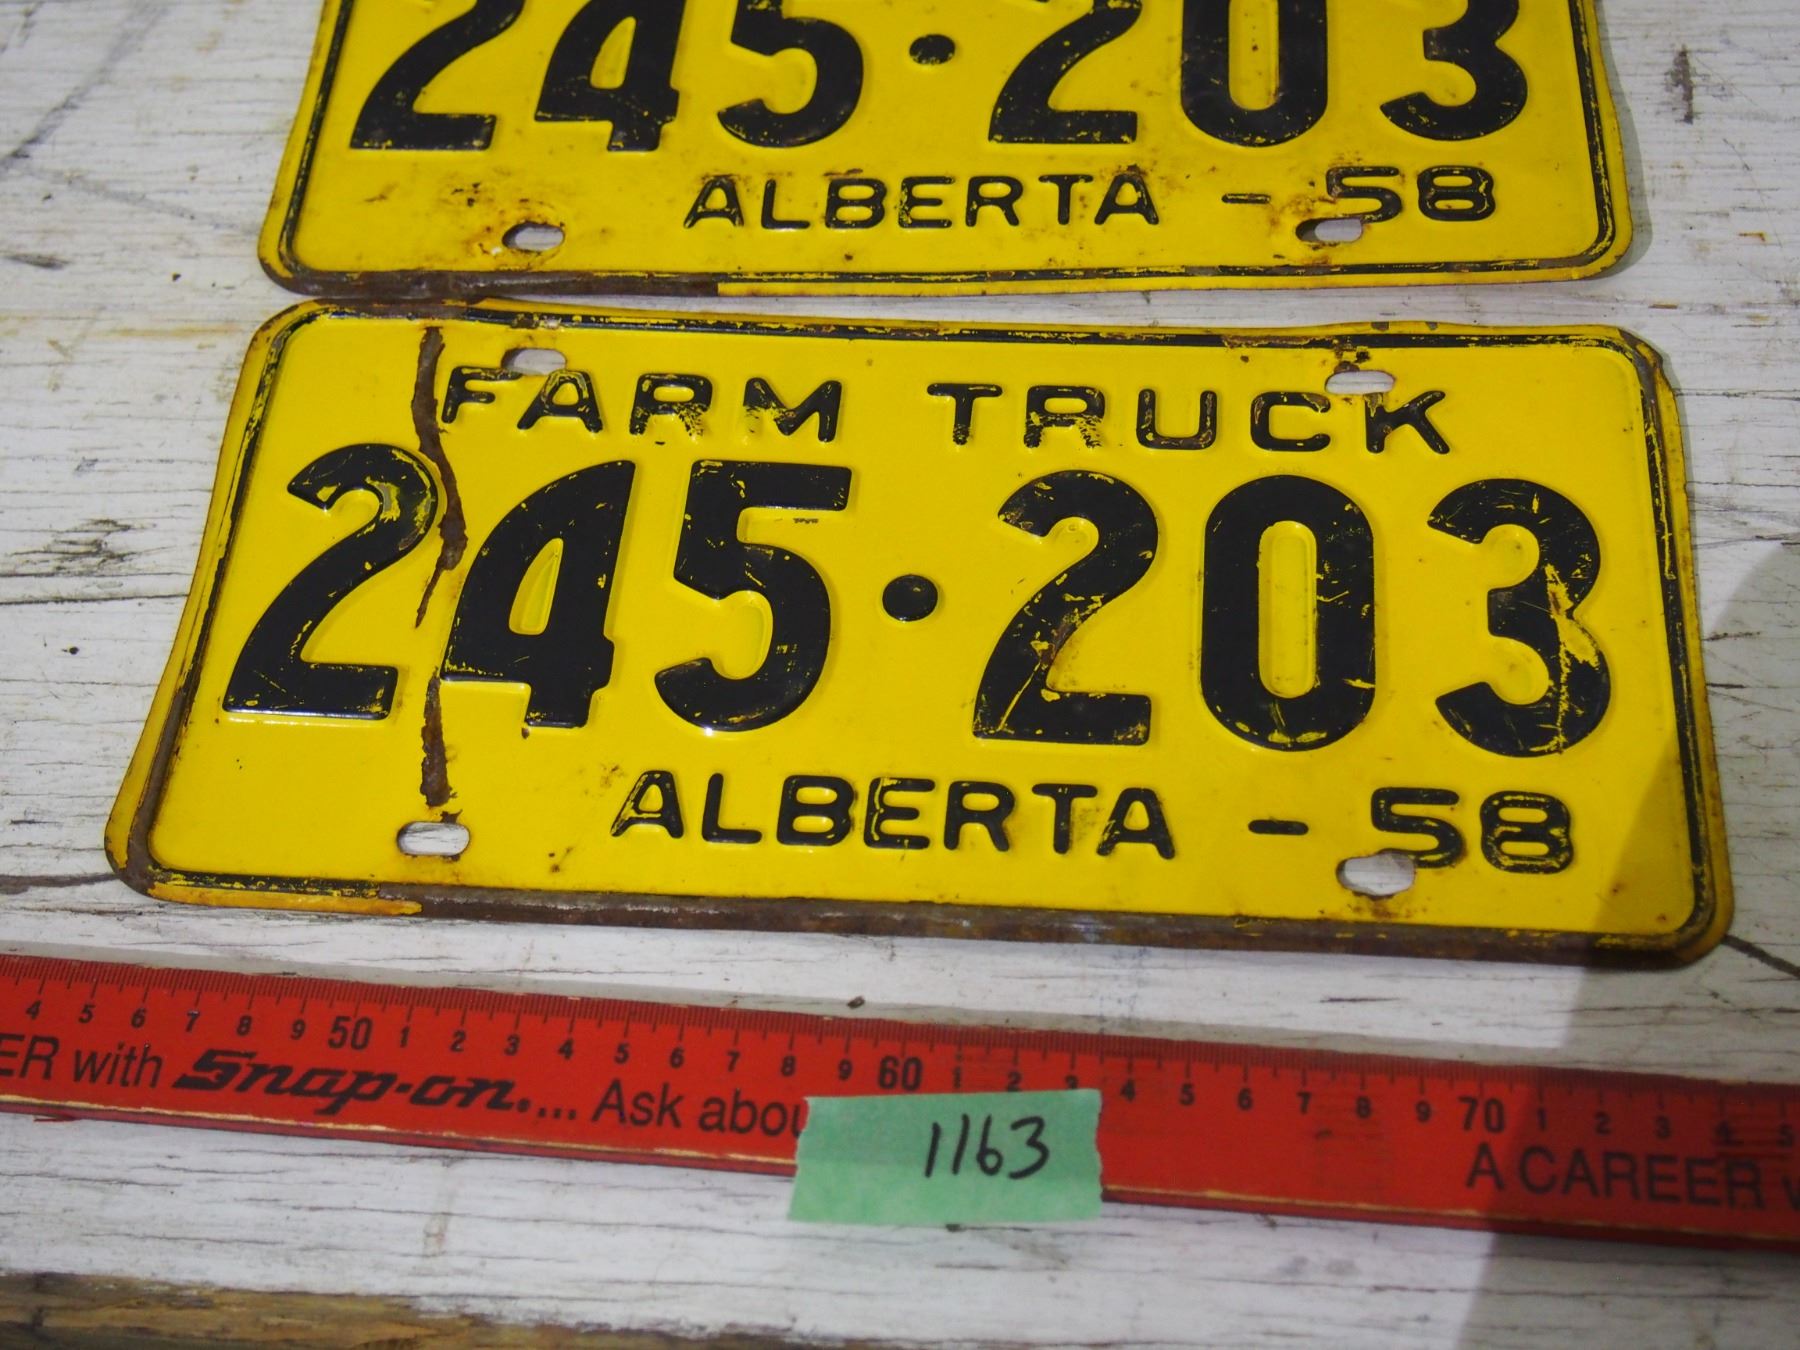 245·203
ALBERTA - 58
FARM TRUCK
245·203
ALBERTA - 58
4 5 6 7 8 9 50 1 2 3 4 5 6 7 8 9 60 1 2 3 4 5 6 7 8 9 70 1 2 3 4 5
ER with Snap-on.... Ask abou
A CAREER
1163